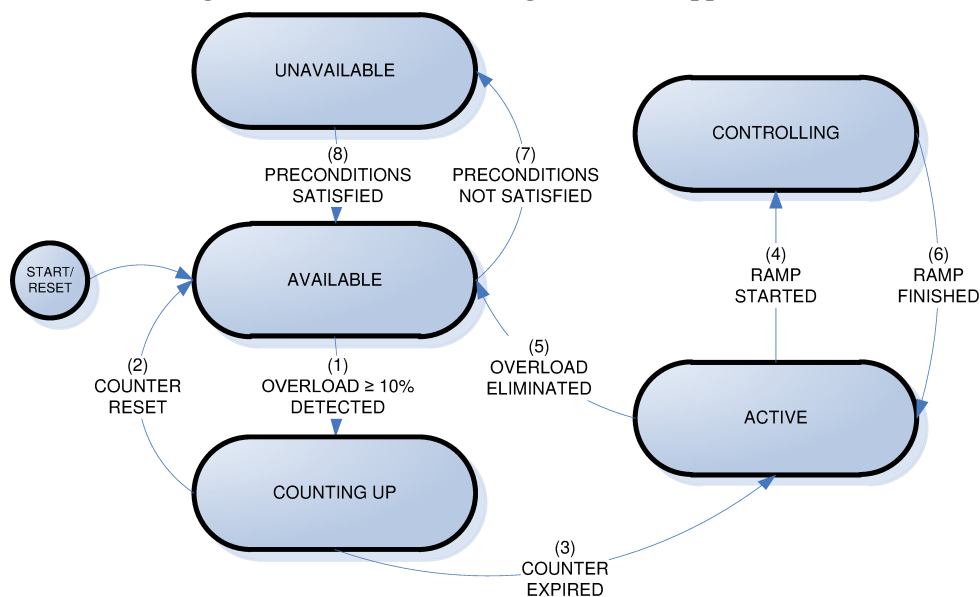 UNAVAILABLE
CONTROLLING
(8)
PRECONDITIONS
SATISFIED
(7)
PRECONDITIONS
NOT SATISFIED
START/
RESET
AVAILABLE
(4)
RAMP
STARTED
(6)
RAMP
FINISHED
(2)
COUNTER
RESET
(1)
OVERLOAD ≥ 10%
DETECTED
(5)
OVERLOAD
ELIMINATED
ACTIVE
COUNTING UP
(3)
COUNTER
EXPIRED